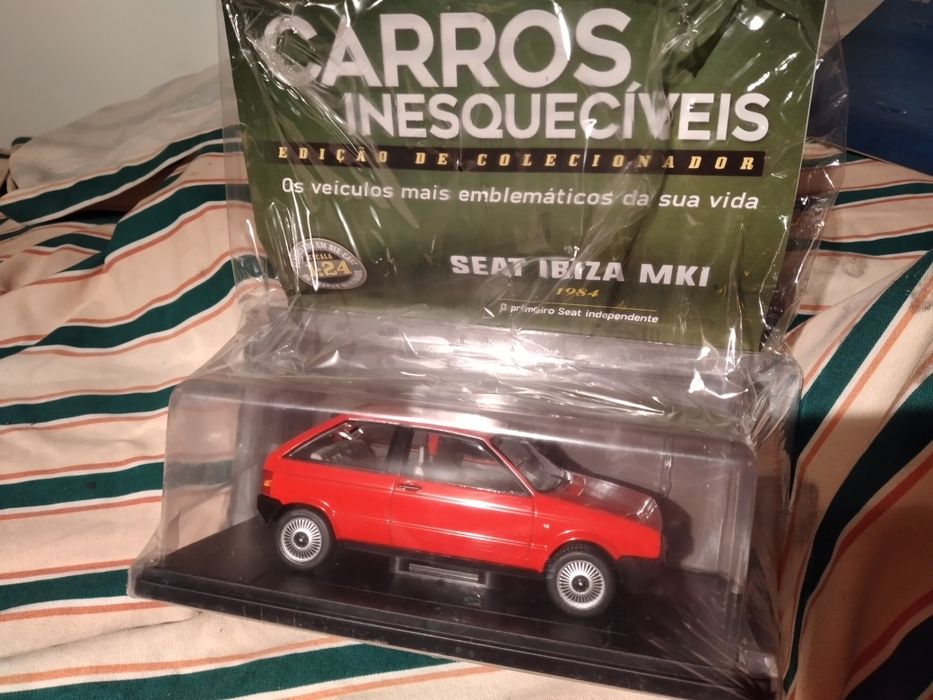 CARROS
INESQUECÍVEIS
EDIÇÃO DE COLECIONADOR
Os veículos mais emblemáticos da sua vida
SEAT IBIZA MKI
1984
O primeiro Seat independente